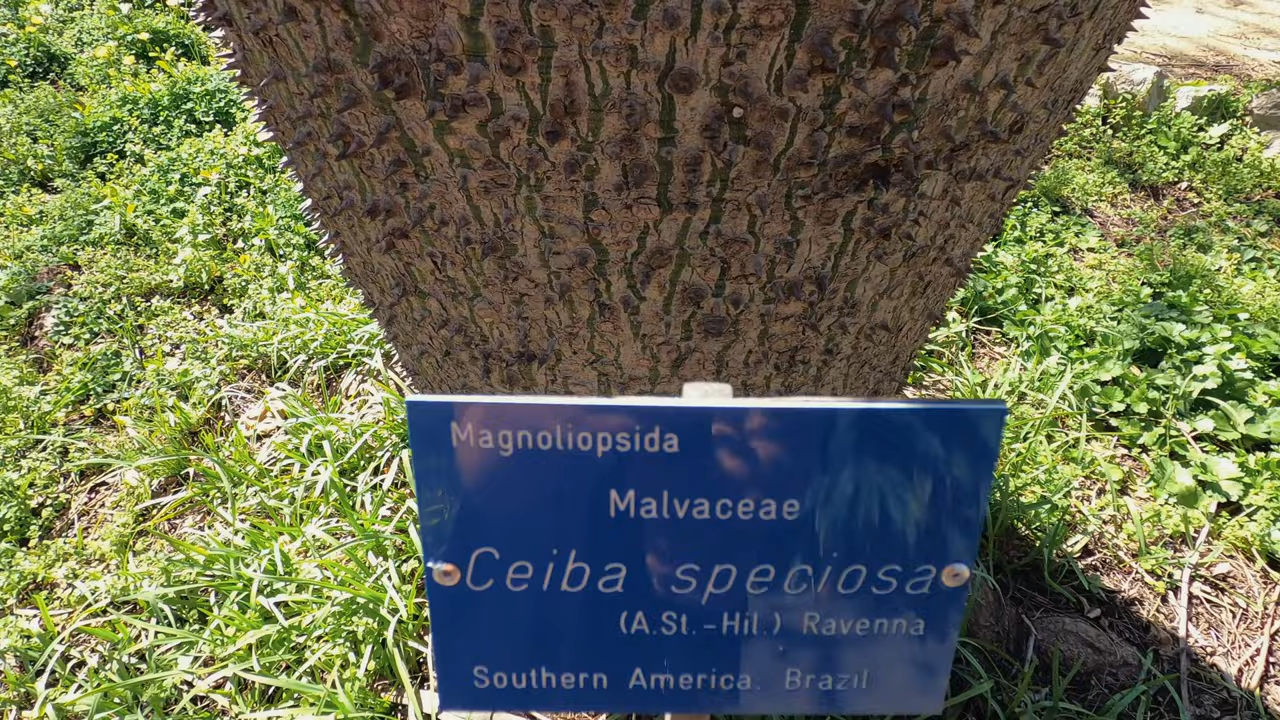 Magnoliopsida
Malvaceae
Ceiba speciosa
(A.St.-Hil.) Ravenna
Southern America. Brazil